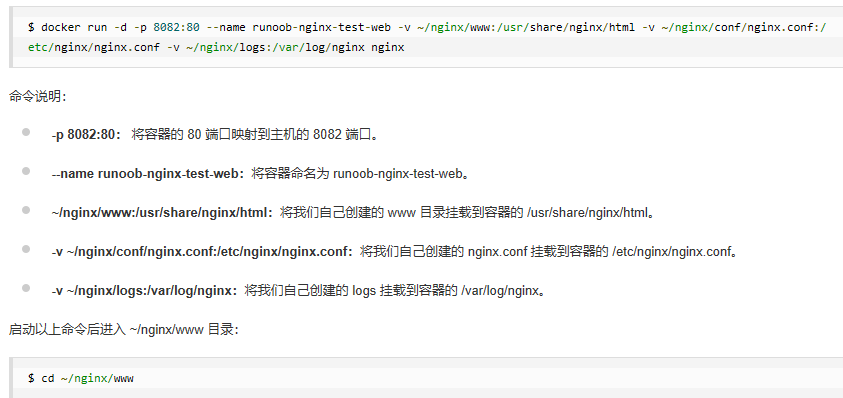 $ docker run -d -p 8082:80 --name runoob-nginx-test-web -v ~/nginx/www:/usr/share/nginx/html -v ~/nginx/conf/nginx.conf:/
etc/nginx/nginx.conf -v ~/nginx/logs:/var/log/nginx nginx
命令说明：
-p 8082:80： 将容器的 80 端口映射到主机的 8082 端口。
--name runoob-nginx-test-web：将容器命名为 runoob-nginx-test-web。
~/nginx/www:/usr/share/nginx/html：将我们自己创建的 www 目录挂载到容器的 /usr/share/nginx/html。
-v ~/nginx/conf/nginx.conf:/etc/nginx/nginx.conf：将我们自己创建的 nginx.conf 挂载到容器的 /etc/nginx/nginx.conf。
-v ~/nginx/logs:/var/log/nginx：将我们自己创建的 logs 挂载到容器的 /var/log/nginx。
启动以上命令后进入 ~/nginx/www 目录：
$ cd ~/nginx/www